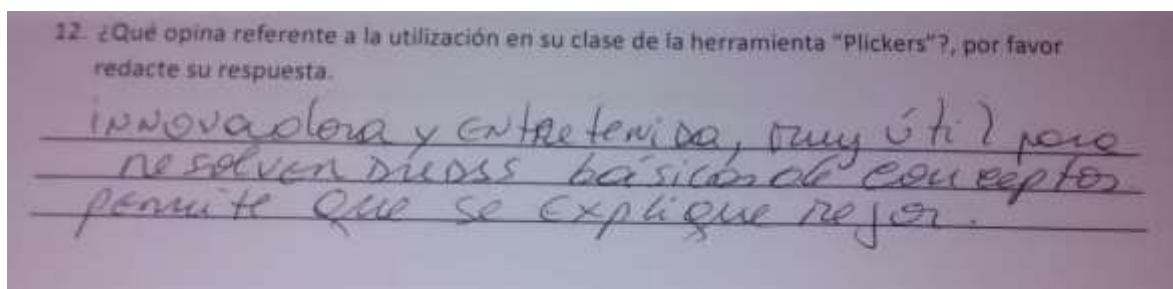 12. ¿Qué opina referente a la utilización en su clase de la herramienta "Plickers"?, por favor
redacte su respuesta.
innovadora y entretenida, muy útil para
resolver dudas básicas de conceptos
permite que se explique mejor.